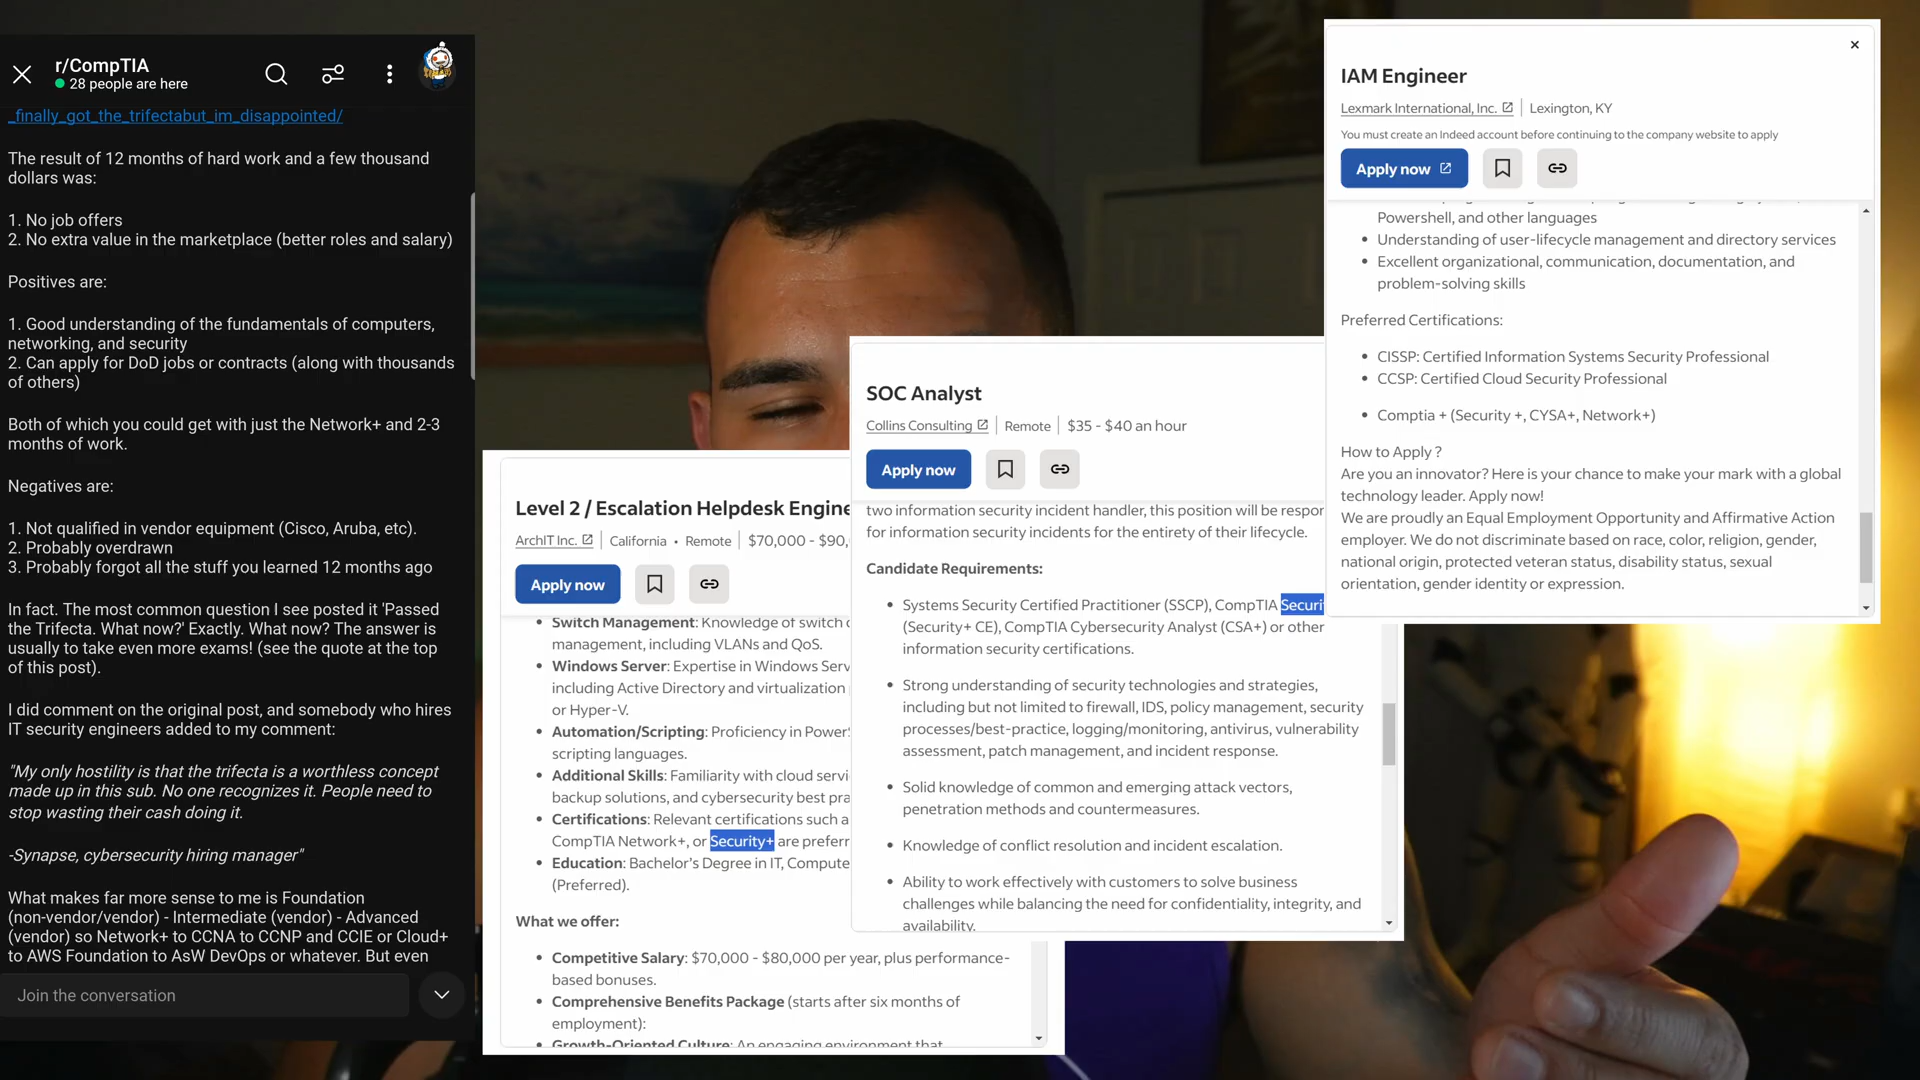 r/CompTIA
28 people are here
_finally_got_the_trifectabut_im_disappointed/
The result of 12 months of hard work and a few thousand
dollars was:
1. No job offers
2. No extra value in the marketplace (better roles and salary)
Positives are:
1. Good understanding of the fundamentals of computers,
networking, and security
2. Can apply for DoD jobs or contracts (along with thousands
of others)
Both of which you could get with just the Network+ and 2-3
months of work.
Negatives are:
1. Not qualified in vendor equipment (Cisco, Aruba, etc).
2. Probably overdrawn
3. Probably forgot all the stuff you learned 12 months ago
In fact. The most common question I see posted it 'Passed
the Trifecta. What now?' Exactly. What now? The answer is
usually to take even more exams! (see the quote at the top
of this post).
I did comment on the original post, and somebody who hires
IT security engineers added to my comment:
"My only hostility is that the trifecta is a worthless concept
made up in this sub. No one recognizes it. People need to
stop wasting their cash doing it.
-Synapse, cybersecurity hiring manager"
What makes far more sense to me is Foundation
(non-vendor/vendor) - Intermediate (vendor) - Advanced
(vendor) so Network+ to CCNA to CCNP and CCIE or Cloud+
to AWS Foundation to AsW DevOps or whatever. But even
Join the conversation
Level 2 / Escalation Helpdesk Engine
ArchIT Inc. California • Remote $70,000 - $90,
Apply now
Switch Management: Knowledge of switch
management, including VLANs and QoS.
Windows Server: Expertise in Windows Serv
including Active Directory and virtualization
or Hyper-V.
Automation/Scripting: Proficiency in Power
scripting languages.
Additional Skills: Familiarity with cloud servi
backup solutions, and cybersecurity best pra
Certifications: Relevant certifications such a
CompTIA Network+, or Security+ are preferr
Education: Bachelor's Degree in IT, Compute
(Preferred).
What we offer:
Competitive Salary: $70,000 - $80,000 per year, plus performance-
based bonuses.
Comprehensive Benefits Package (starts after six months of
employment):
Growth-Oriented Culture: An engaging environment that
SOC Analyst
Collins Consulting Remote $35 - $40 an hour
Apply now
two information security incident handler, this position will be respor
for information security incidents for the entirety of their lifecycle.
Candidate Requirements:
Systems Security Certified Practitioner (SSCP), CompTIA Securi
(Security+ CE), CompTIA Cybersecurity Analyst (CSA+) or other
information security certifications.
Strong understanding of security technologies and strategies,
including but not limited to firewall, IDS, policy management, security
processes/best-practice, logging/monitoring, antivirus, vulnerability
assessment, patch management, and incident response.
Solid knowledge of common and emerging attack vectors,
penetration methods and countermeasures.
Knowledge of conflict resolution and incident escalation.
Ability to work effectively with customers to solve business
challenges while balancing the need for confidentiality, integrity, and
availability.
IAM Engineer
Lexmark International, Inc. Lexington, KY
You must create an Indeed account before continuing to the company website to apply
Apply now
Powershell, and other languages
Understanding of user-lifecycle management and directory services
Excellent organizational, communication, documentation, and
problem-solving skills
Preferred Certifications:
CISSP: Certified Information Systems Security Professional
CCSP: Certified Cloud Security Professional
Comptia + (Security +, CYSA+, Network+)
How to Apply ?
Are you an innovator? Here is your chance to make your mark with a global
technology leader. Apply now!
We are proudly an Equal Employment Opportunity and Affirmative Action
employer. We do not discriminate based on race, color, religion, gender,
national origin, protected veteran status, disability status, sexual
orientation, gender identity or expression.